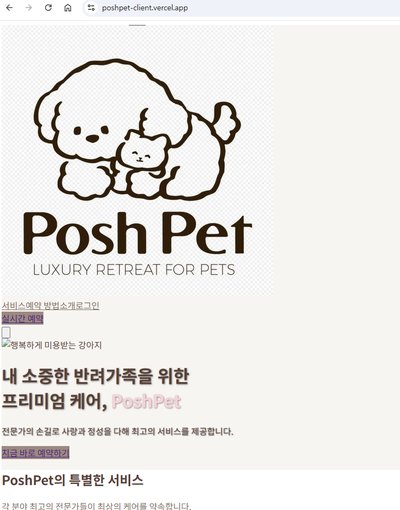 poshpet-client.vercel.app
Posh Pet
LUXURY RETREAT FOR PETS
서비스예약 방법소개로그인
실시간 예약
행복하게 미용받는 강아지
내 소중한 반려가족을 위한
프리미엄 케어, PoshPet
전문가의 손길로 사랑과 정성을 다해 최고의 서비스를 제공합니다.
지금 바로 예약하기
PoshPet의 특별한 서비스
각 분야 최고의 전문가들이 최상의 케어를 약속합니다.